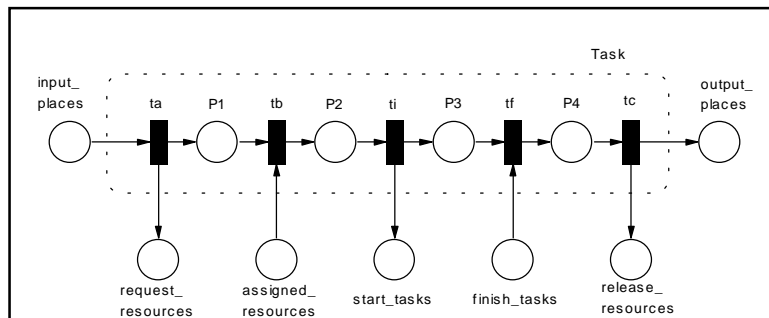 Task
input_
places
ta
P1
tb
P2
ti
P3
tf
P4
tc
output_
places
request_
resources
assigned_
resources
start_tasks
finish_tasks
release_
resources